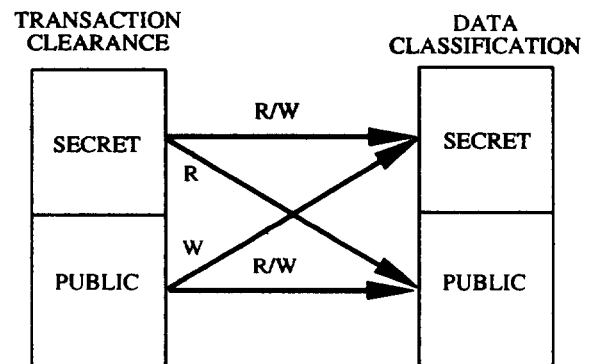 TRANSACTION
CLEARANCE
DATA
CLASSIFICATION
R/W
SECRET
SECRET
R
W
R/W
PUBLIC
PUBLIC